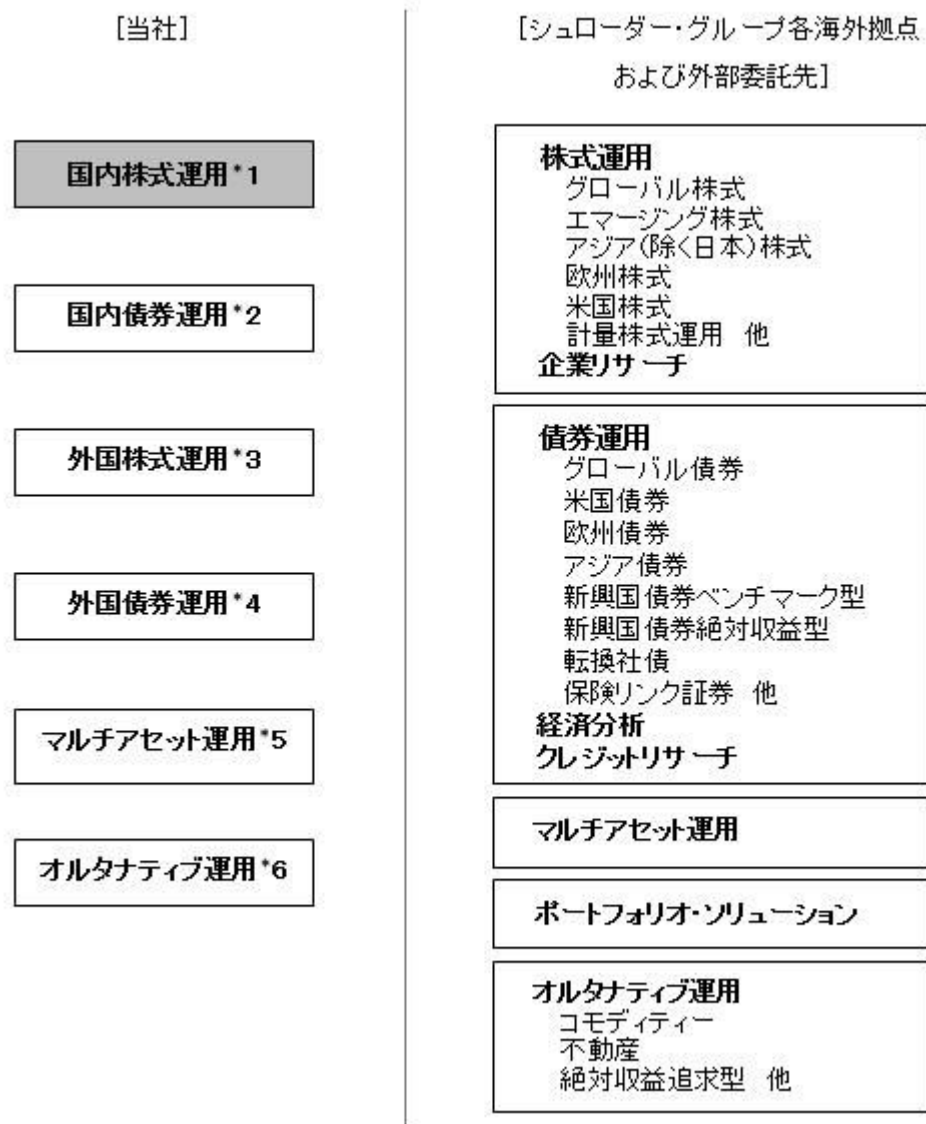 [当社]
国内株式運用*1
国内債券運用*2
外国株式運用*3
外国債券運用*4
マルチアセット運用*5
オルタナティブ運用*6
[シュローダー・グループ各海外拠点
および外部委託先]
株式運用
グローバル株式
エマージング株式
アジア(除く日本)株式
欧州株式
米国株式
計量株式運用 他
企業リサーチ
債券運用
グローバル債券
米国債券
欧州債券
アジア債券
新興国債券ベンチマーク型
新興国債券絶対収益型
転換社債
保険リンク証券 他
経済分析
クレジットリサーチ
マルチアセット運用
ポートフォリオ・ソリューション
オルタナティブ運用
コモディティー
不動産
絶対収益追求型 他